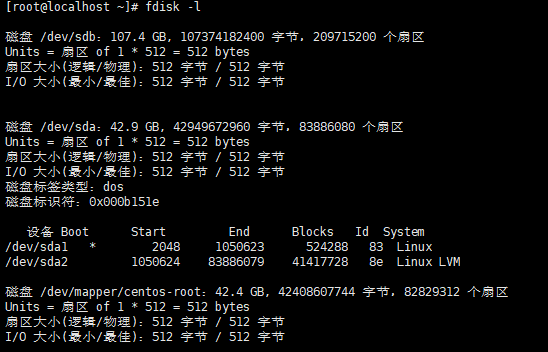 [root@localhost ~]# fdisk -l
磁盘 /dev/sdb：107.4 GB, 107374182400 字节，209715200 个扇区
Units = 扇区 of 1 * 512 = 512 bytes
扇区大小(逻辑/物理)：512 字节 / 512 字节
I/O 大小(最小/最佳)：512 字节 / 512 字节
磁盘 /dev/sda：42.9 GB, 42949672960 字节，83886080 个扇区
Units = 扇区 of 1 * 512 = 512 bytes
扇区大小(逻辑/物理)：512 字节 / 512 字节
I/O 大小(最小/最佳)：512 字节 / 512 字节
磁盘标签类型：dos
磁盘标识符：0x000b151e
设备 Boot      Start         End      Blocks   Id  System
/dev/sda1   *        2048     1050623      524288   83  Linux
/dev/sda2         1050624    83886079    41417728   8e  Linux LVM
磁盘 /dev/mapper/centos-root：42.4 GB, 42408607744 字节，82829312 个扇区
Units = 扇区 of 1 * 512 = 512 bytes
扇区大小(逻辑/物理)：512 字节 / 512 字节
I/O 大小(最小/最佳)：512 字节 / 512 字节